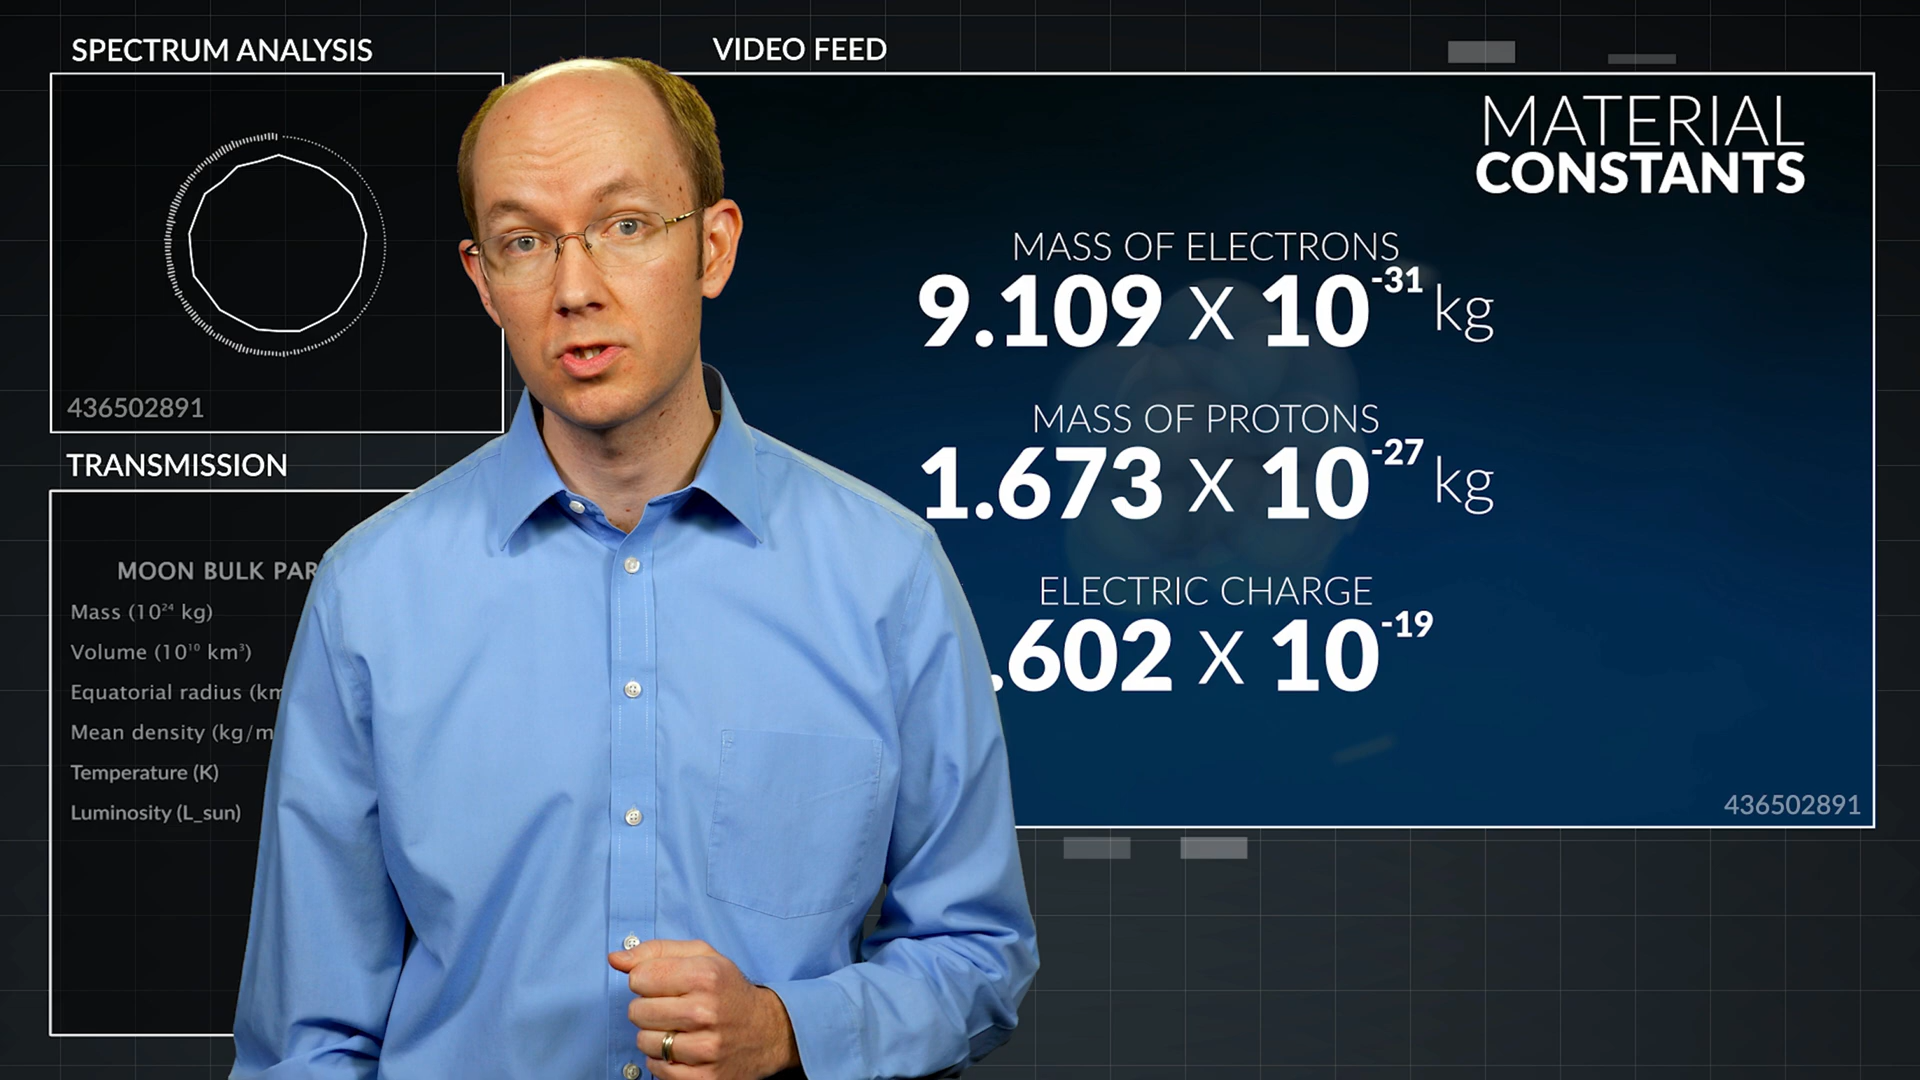 SPECTRUM ANALYSIS
436502891
TRANSMISSION
MOON BULK PAR
Mass (10²⁴ kg)
Volume (10¹⁰ km³)
Equatorial radius (km
Mean density (kg/m
Temperature (K)
Luminosity (L_sun)
VIDEO FEED
MATERIAL
CONSTANTS
MASS OF ELECTRONS
9.109 X 10⁻³¹ kg
MASS OF PROTONS
1.673 X 10⁻²⁷ kg
ELECTRIC CHARGE
.602 X 10⁻¹⁹
436502891